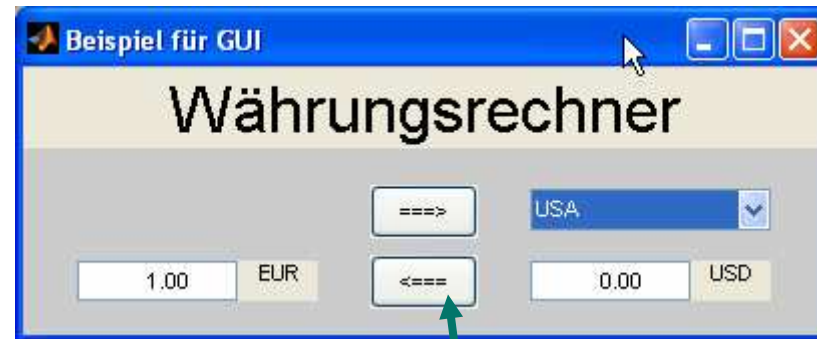 Beispiel für GUI
Währungsrechner
===> USA
1.00 EUR <=== 0.00 USD